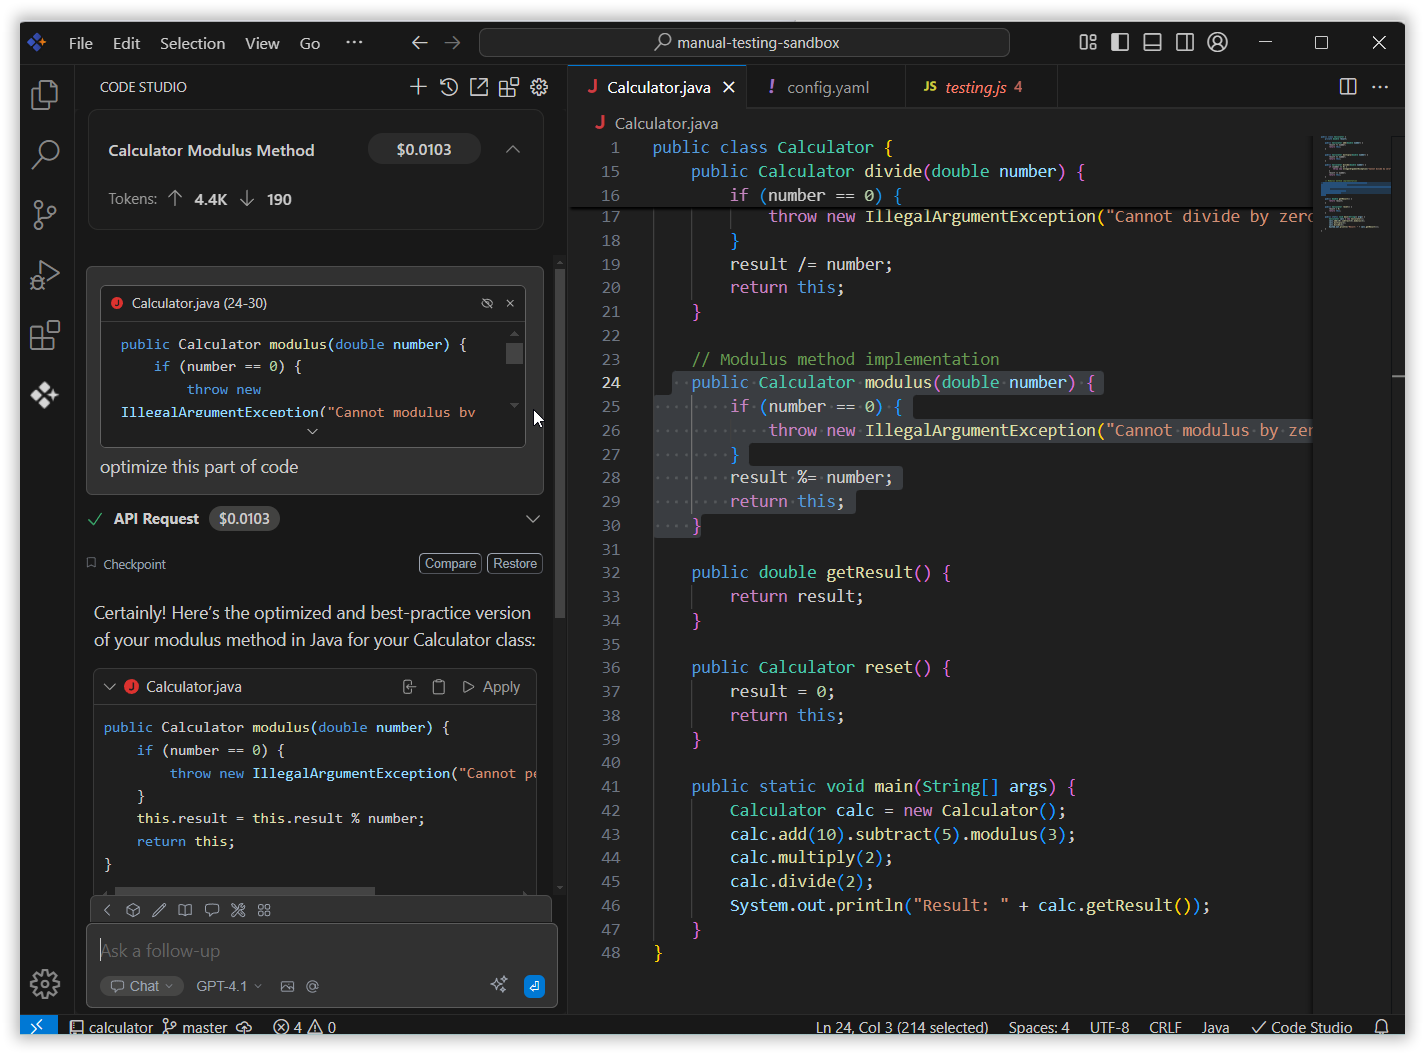 File Edit Selection View Go ··· manual-testing-sandbox
CODE STUDIO
Calculator Modulus Method $0.0103
Tokens: ↑ 4.4K ↓ 190
Calculator.java (24-30)
public Calculator modulus(double number) {
if (number == 0) {
throw new
IllegalArgumentException("Cannot modulus by
optimize this part of code
API Request $0.0103
Checkpoint Compare Restore
Certainly! Here's the optimized and best-practice version
of your modulus method in Java for your Calculator class:
Calculator.java Apply
public Calculator modulus(double number) {
if (number == 0) {
throw new IllegalArgumentException("Cannot pe
}
this.result = this.result % number;
return this;
}
Ask a follow-up
Chat GPT-4.1 @
J Calculator.java ! config.yaml JS testing.js 4
J Calculator.java
1 public class Calculator {
15 public Calculator divide(double number) {
16 if (number == 0) {
17 throw new IllegalArgumentException("Cannot divide by zero
18 }
19 result /= number;
20 return this;
21 }
22
23 // Modulus method implementation
24 public Calculator modulus(double number) {
25 if (number == 0) {
26 throw new IllegalArgumentException("Cannot modulus by zer
27 }
28 result %= number;
29 return this;
30 }
31
32 public double getResult() {
33 return result;
34 }
35
36 public Calculator reset() {
37 result = 0;
38 return this;
39 }
40
41 public static void main(String[] args) {
42 Calculator calc = new Calculator();
43 calc.add(10).subtract(5).modulus(3);
44 calc.multiply(2);
45 calc.divide(2);
46 System.out.println("Result: " + calc.getResult());
47 }
48 }
calculator master 4 0 Ln 24, Col 3 (214 selected) Spaces: 4 UTF-8 CRLF Java Code Studio